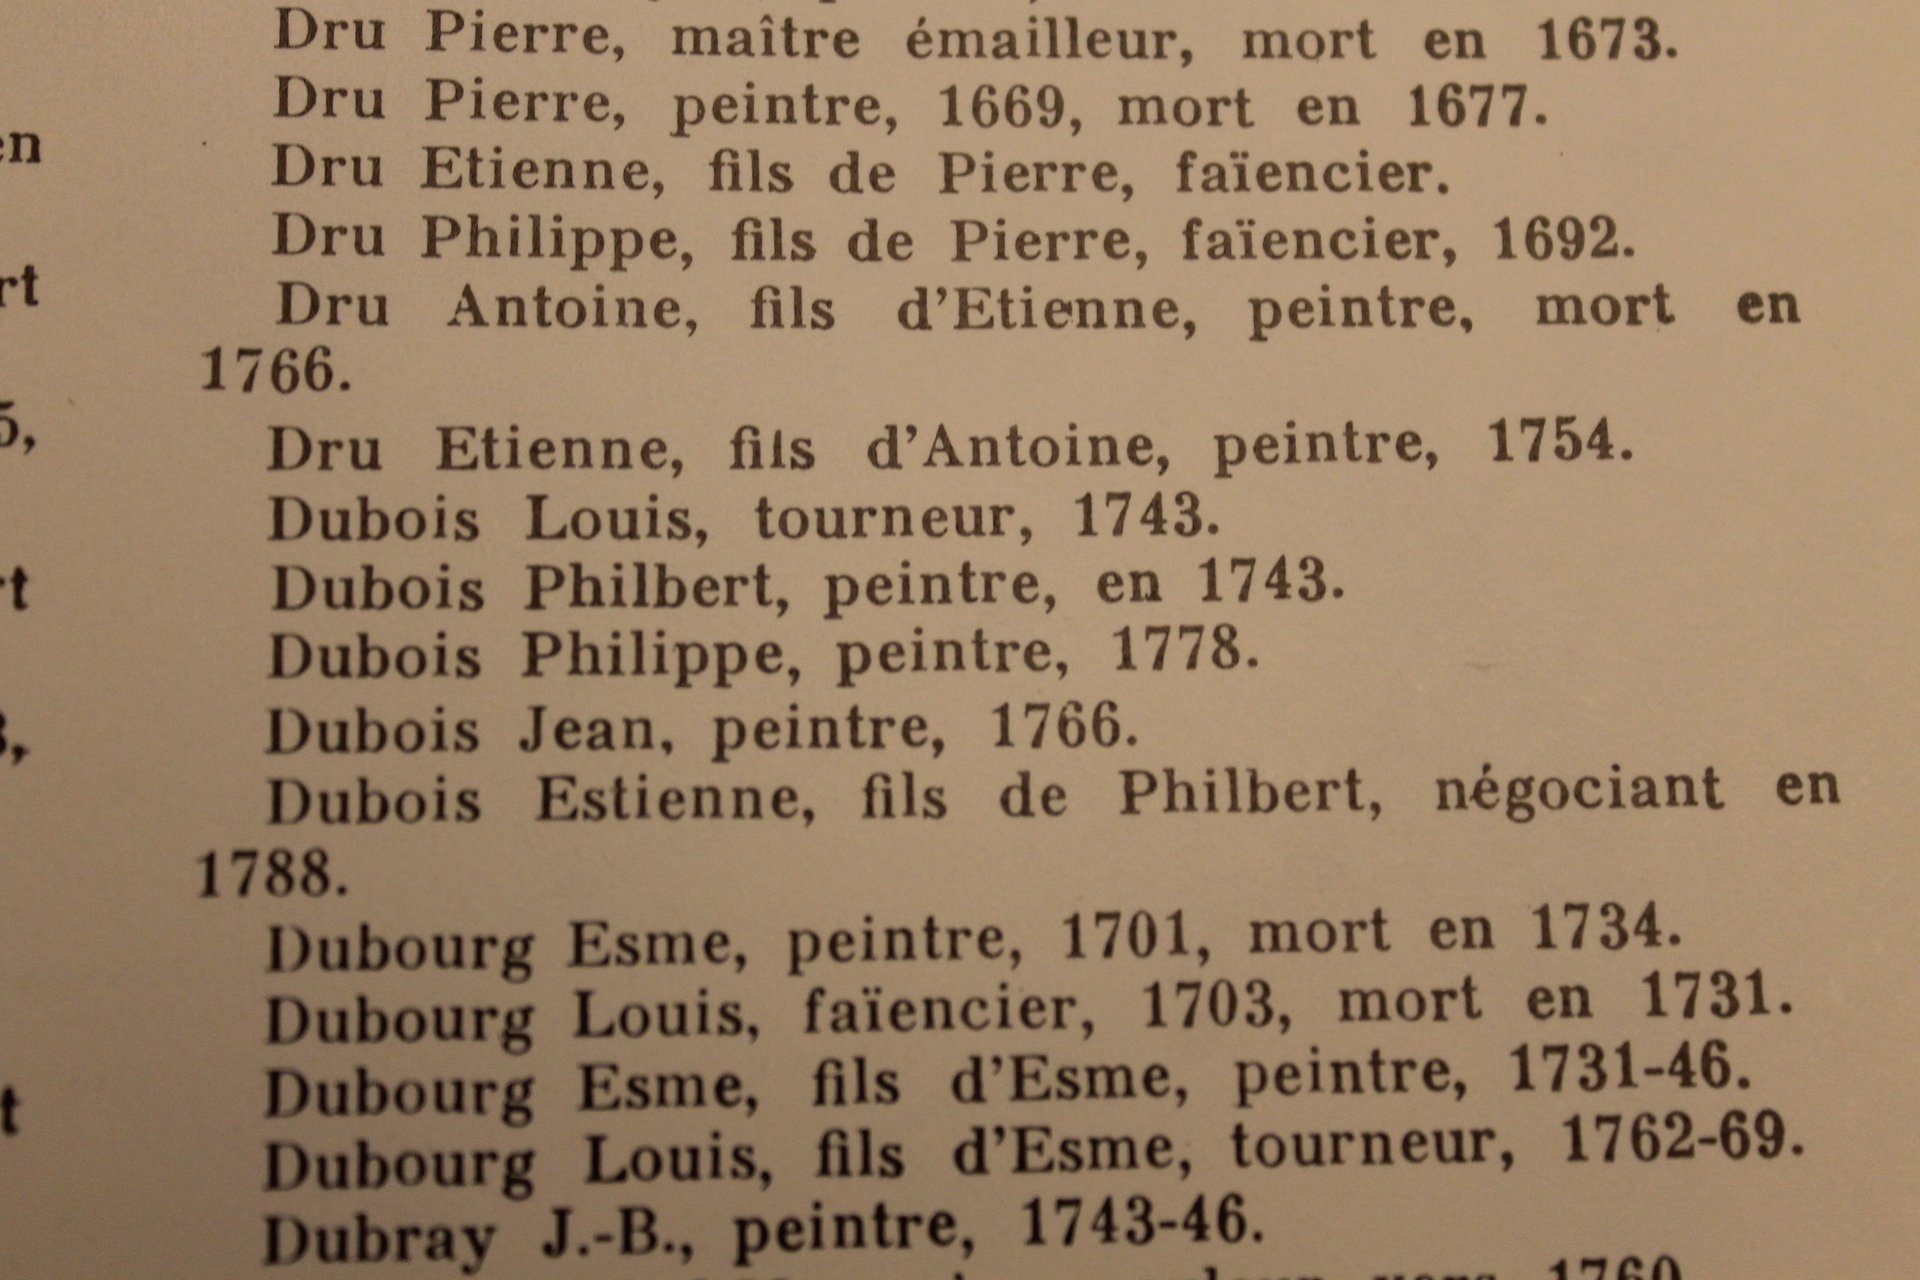 Dru Pierre, maître émailleur, mort en 1673.
Dru Pierre, peintre, 1669, mort en 1677.
Dru Etienne, fils de Pierre, faïencier.
Dru Philippe, fils de Pierre, faïencier, 1692.
Dru Antoine, fils d'Etienne, peintre, mort en
1766.
Dru Etienne, fils d'Antoine, peintre, 1754.
Dubois Louis, tourneur, 1743.
Dubois Philbert, peintre, en 1743.
Dubois Philippe, peintre, 1778.
Dubois Jean, peintre, 1766.
Dubois Estienne, fils de Philbert, négociant en
1788.
Dubourg Esme, peintre, 1701, mort en 1734.
Dubourg Louis, faïencier, 1703, mort en 1731.
Dubourg Esme, fils d'Esme, peintre, 1731-46.
Dubourg Louis, fils d'Esme, tourneur, 1762-69.
Dubray J.-B., peintre, 1743-46.
vers 1760